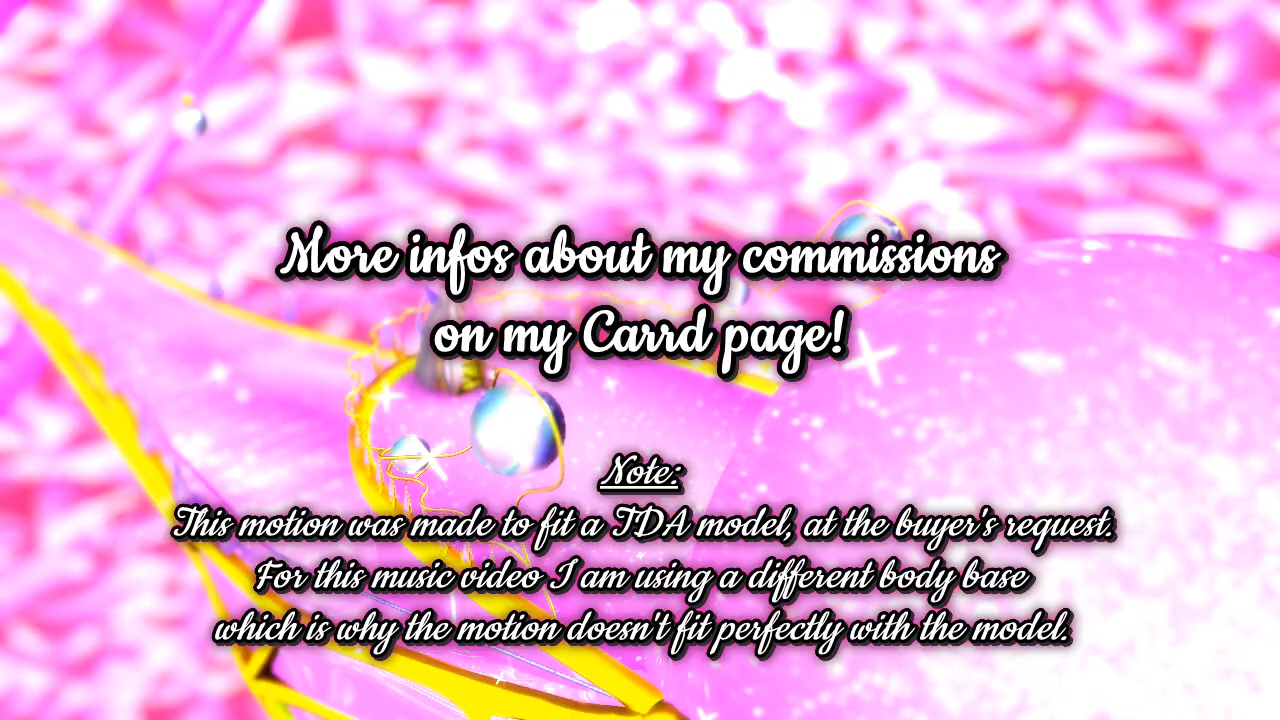 More infos about my commissions
on my Carrd page!
Note:
This motion was made to fit a TDA model, at the buyer's request.
For this music video I am using a different body base
which is why the motion doesn't fit perfectly with the model.